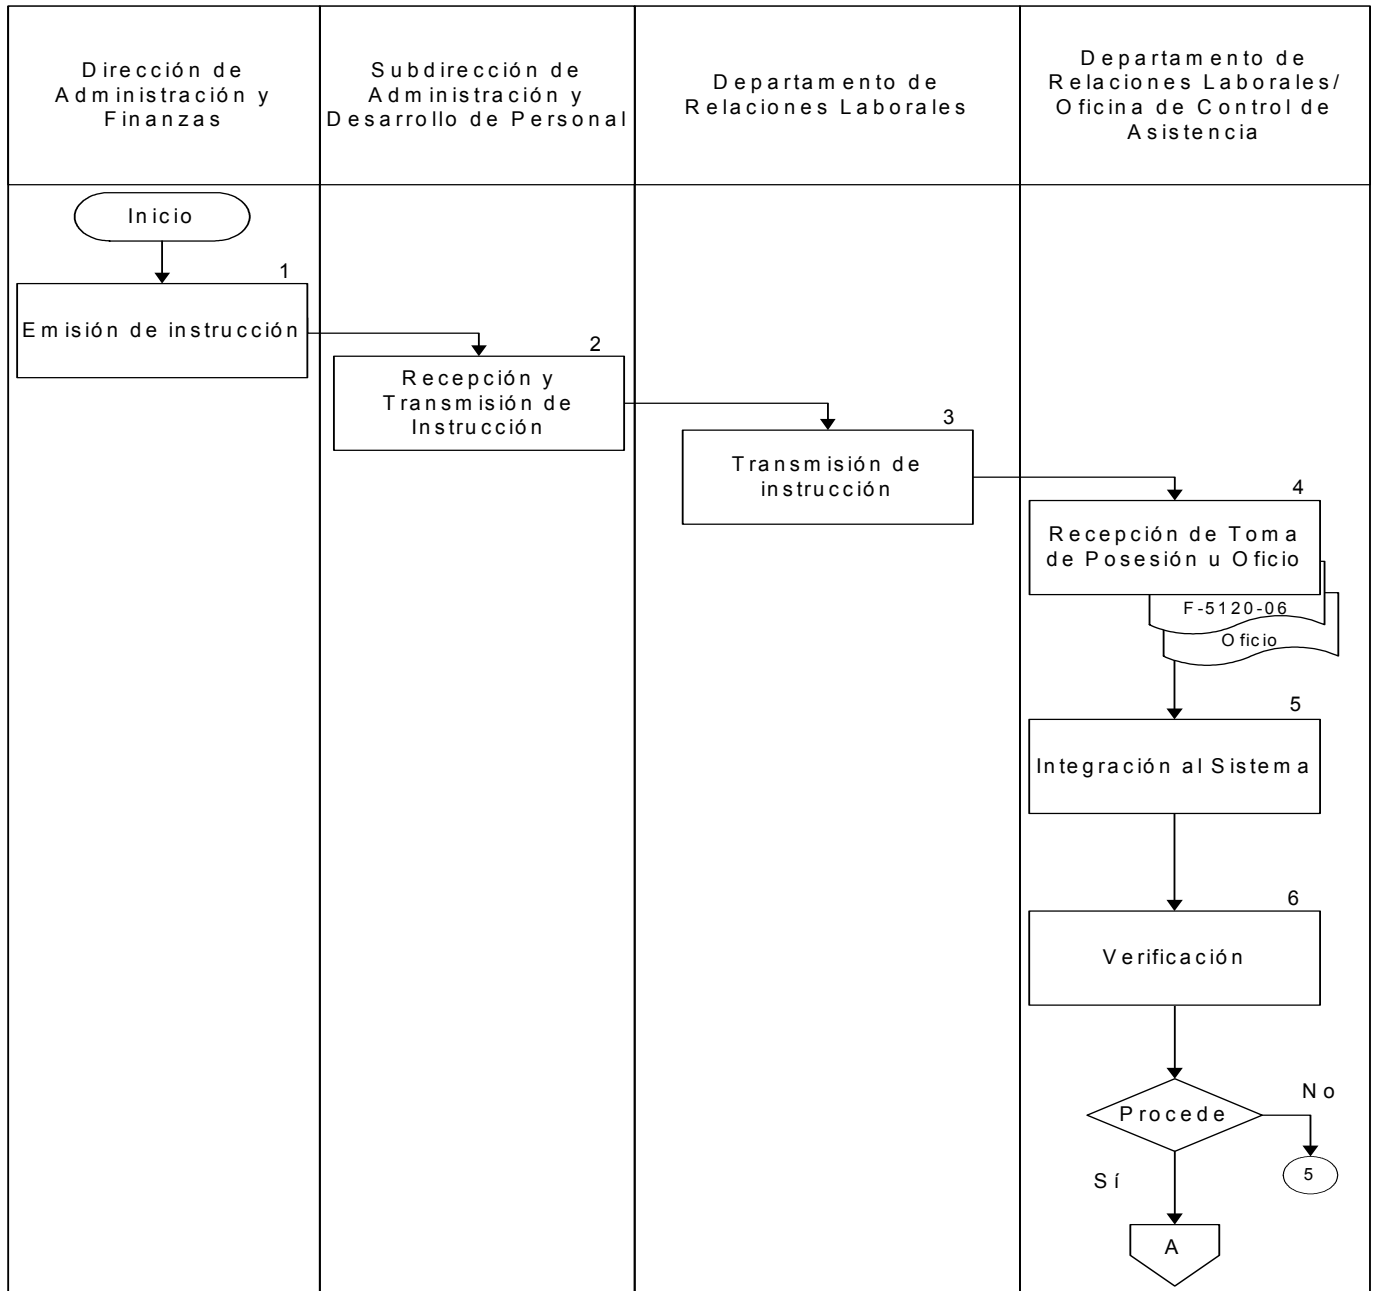 Dirección de
Administración y
Finanzas
Subdirección de
Administración y
Desarrollo de Personal
Departamento de
Relaciones Laborales
Departamento de
Relaciones Laborales/
Oficina de Control de
Asistencia
Inicio
1
Emisión de instrucción
2
Recepción y
Transmisión de
Instrucción
3
Transmisión de
instrucción
4
Recepción de Toma
de Posesión u Oficio
F-5120-06
Oficio
5
Integración al Sistema
6
Verificación
Procede
No
5
Sí
A